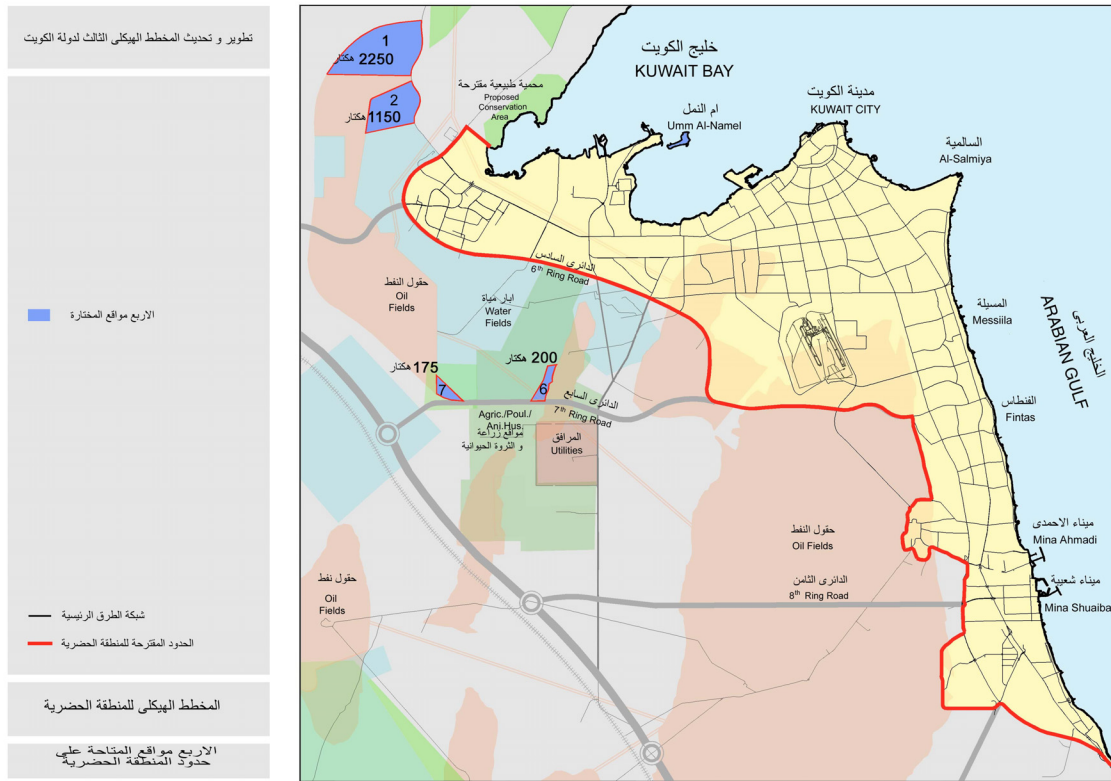 تطوير و تحديث المخطط الهيكلى الثالث لدولة الكويت
الاربع مواقع المختارة
شبكة الطرق الرئيسية
الحدود المقترحة للمنطقة الحضرية
المخطط الهيكلى للمنطقة الحضرية
الاربع مواقع المتاحة على
حدود المنطقة الحضرية
1
2250 هكتار
2
1150 هكتار
محمية طبيعية مقترحة
Proposed
Conservation
Area
خليج الكويت
KUWAIT BAY
ام النمل
Umm Al-Namel
مدينة الكويت
KUWAIT CITY
السالمية
Al-Salmiya
الدائرى السادس
6th Ring Road
حقول النفط
Oil
Fields
ابار مياة
Water
Fields
المسيلة
Messiila
الخليج العربى
ARABIAN GULF
175 هكتار
7
200 هكتار
6
الدائرى السابع
7th Ring Road
Agric./Poul./
Ani.Hus.
مواقع زراعة
و الثروة الحيوانية
المرافق
Utilities
الفنطاس
Fintas
حقول النفط
Oil Fields
ميناء الاحمدى
Mina Ahmadi
الدائرى الثامن
8th Ring Road
ميناء شعيبة
Mina Shuaiba
حقول نفط
Oil
Fields